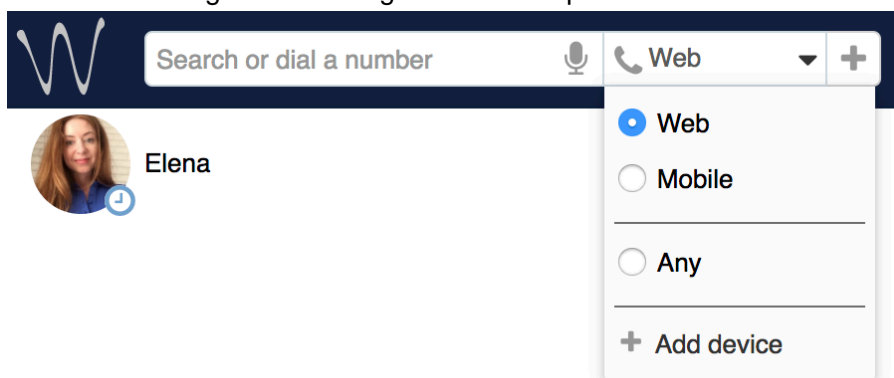 Search or dial a number Web
Web
Elena
Mobile
Any
Add device